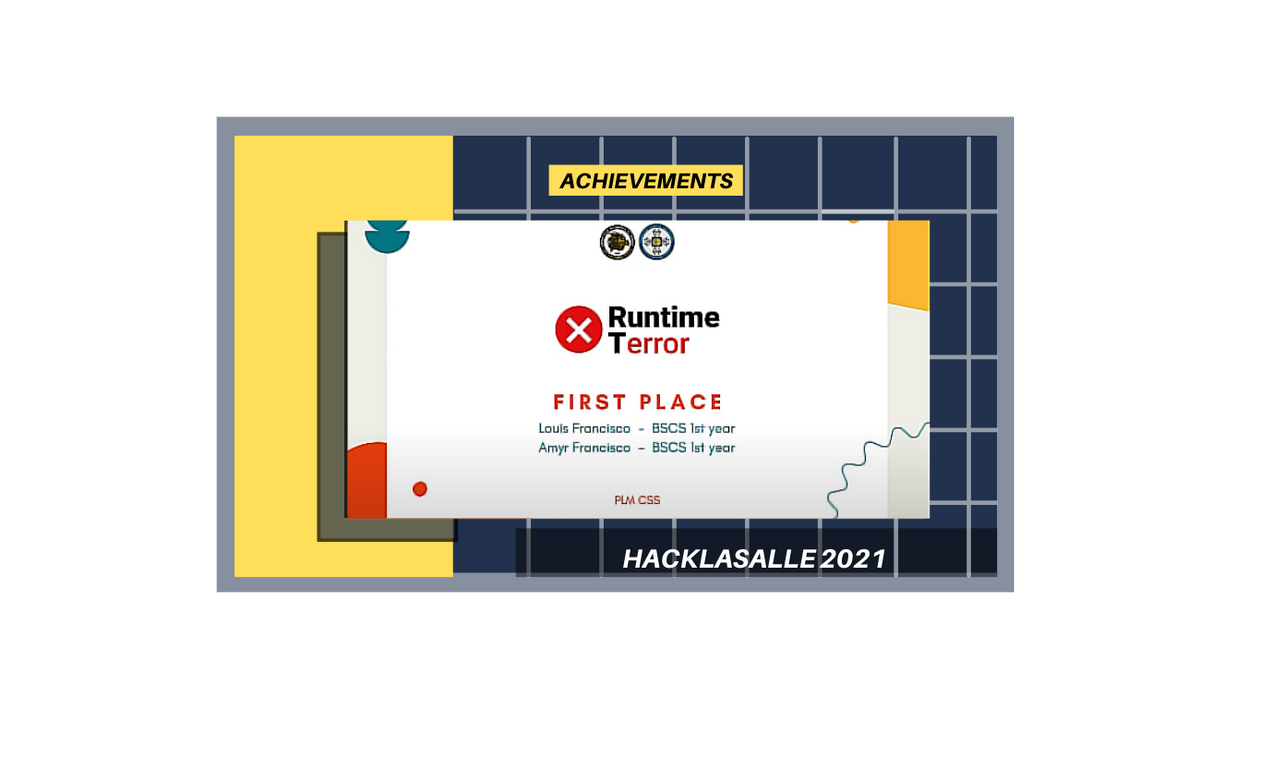 ACHIEVEMENTS
Runtime
Terror
FIRST PLACE
Louis Francisco - BSCS 1st year
Amyr Francisco - BSCS 1st year
PLM CSS
HACKLASALLE 2021